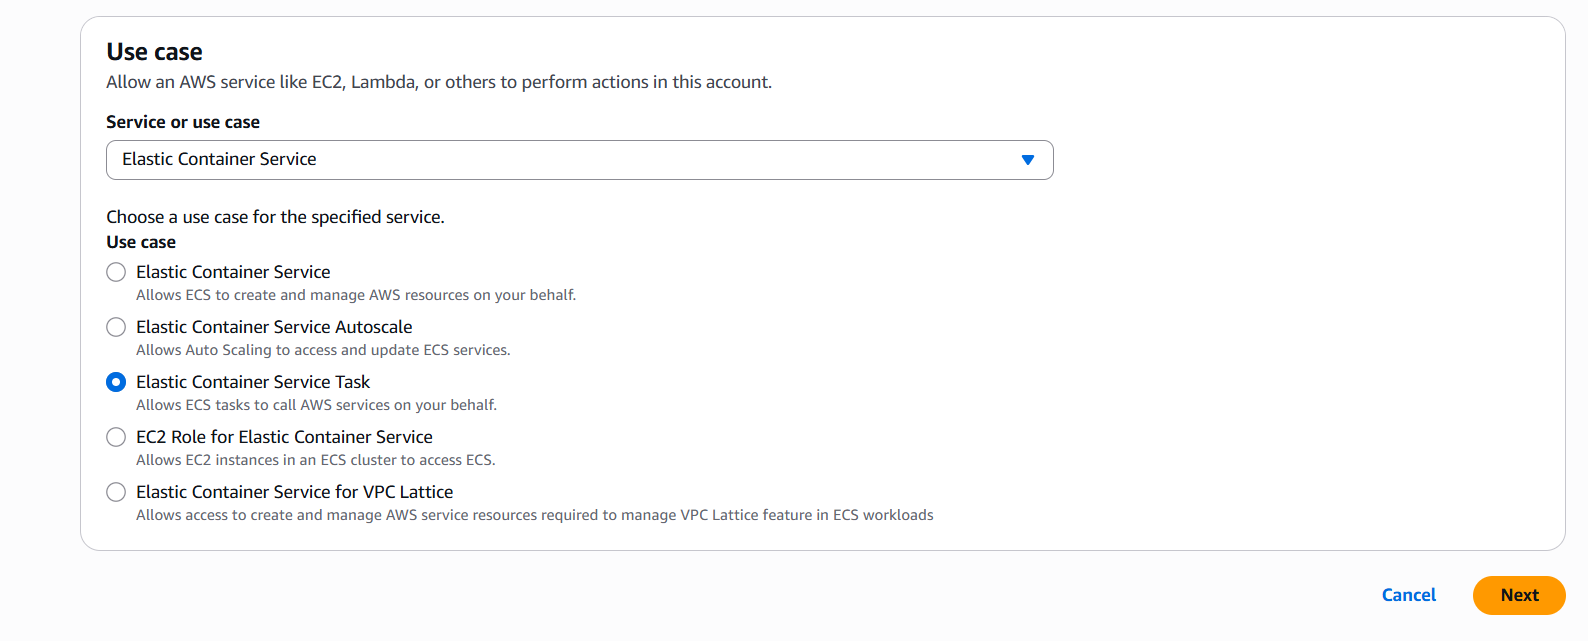 Use case
Allow an AWS service like EC2, Lambda, or others to perform actions in this account.
Service or use case
Elastic Container Service
Choose a use case for the specified service.
Use case
Elastic Container Service
Allows ECS to create and manage AWS resources on your behalf.
Elastic Container Service Autoscale
Allows Auto Scaling to access and update ECS services.
Elastic Container Service Task
Allows ECS tasks to call AWS services on your behalf.
EC2 Role for Elastic Container Service
Allows EC2 instances in an ECS cluster to access ECS.
Elastic Container Service for VPC Lattice
Allows access to create and manage AWS service resources required to manage VPC Lattice feature in ECS workloads
Cancel
Next